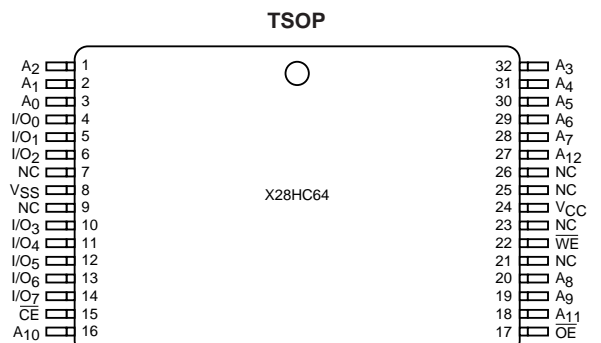 TSOP
A2 1 32 A3
A1 2 31 A4
A0 3 30 A5
I/O0 4 29 A6
I/O1 5 28 A7
I/O2 6 27 A12
NC 7 26 NC
VSS 8 25 NC
X28HC64
NC 9 24 VCC
I/O3 10 23 NC
I/O4 11 22 W̅E̅
I/O5 12 21 NC
I/O6 13 20 A8
I/O7 14 19 A9
C̅E̅ 15 18 A11
A10 16 17 O̅E̅